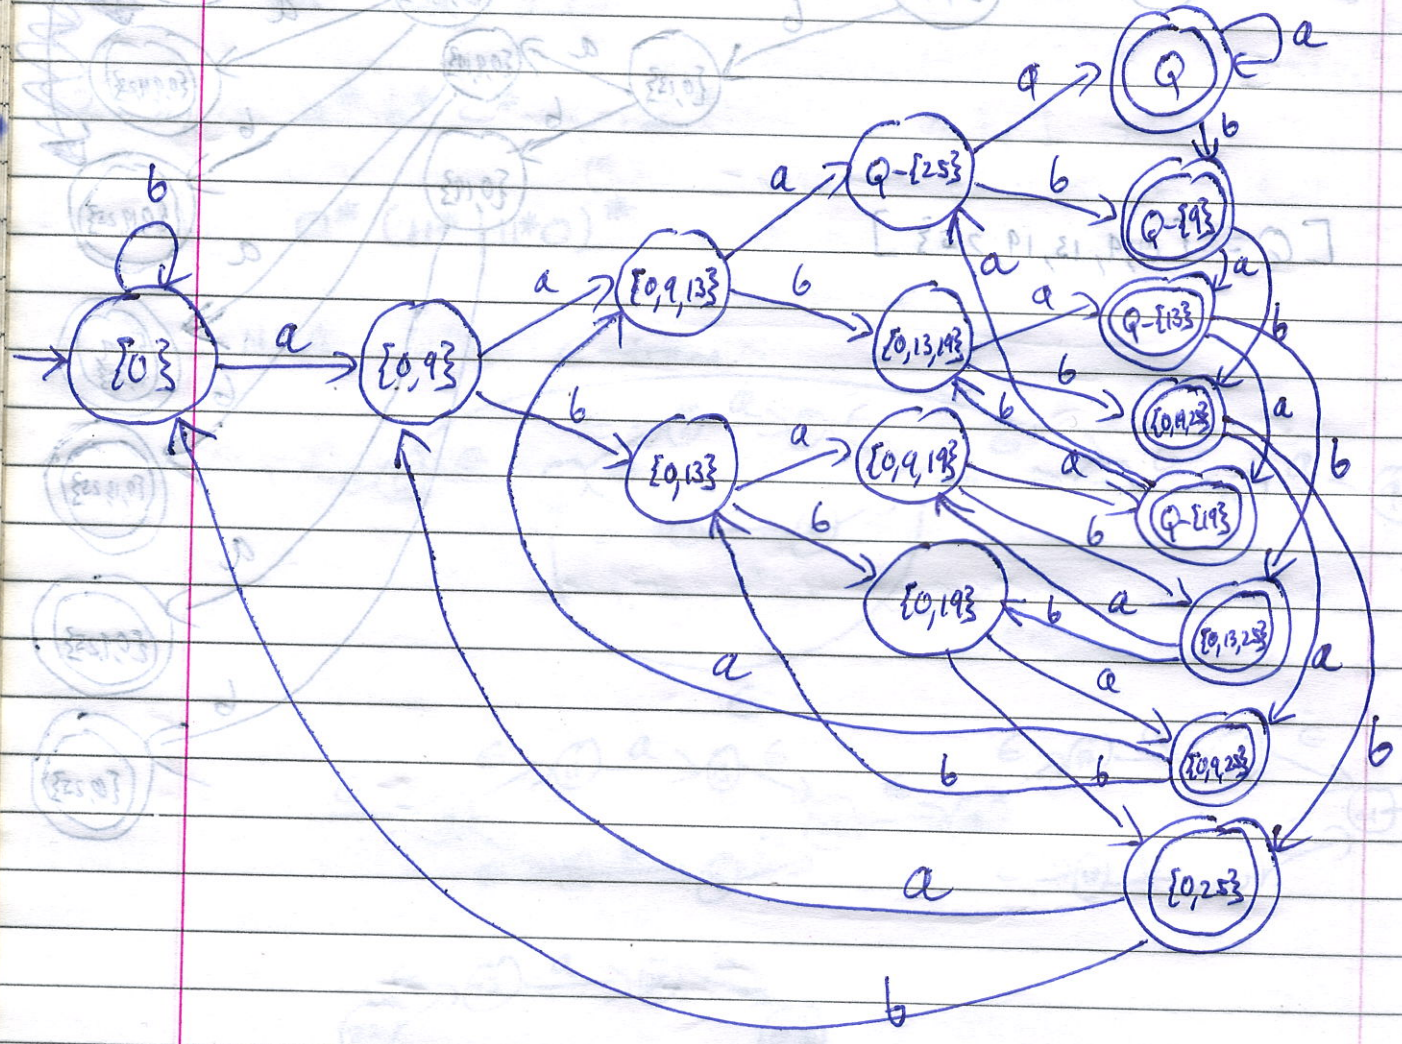 a
Q
a
b
Q-{25}
a
b
Q-{9}
a
b
a
{0,9,13}
b
a
{0,13,19}
a
Q-{13}
b
b
{0}
a
{0,9}
a
b
{0,19,25}
a
b
b
{0,13}
a
{0,9,19}
b
a
b
Q-{19}
b
{0,19}
b
a
{0,13,25}
a
a
a
{0,9,25}
b
b
b
a
{0,25}
b